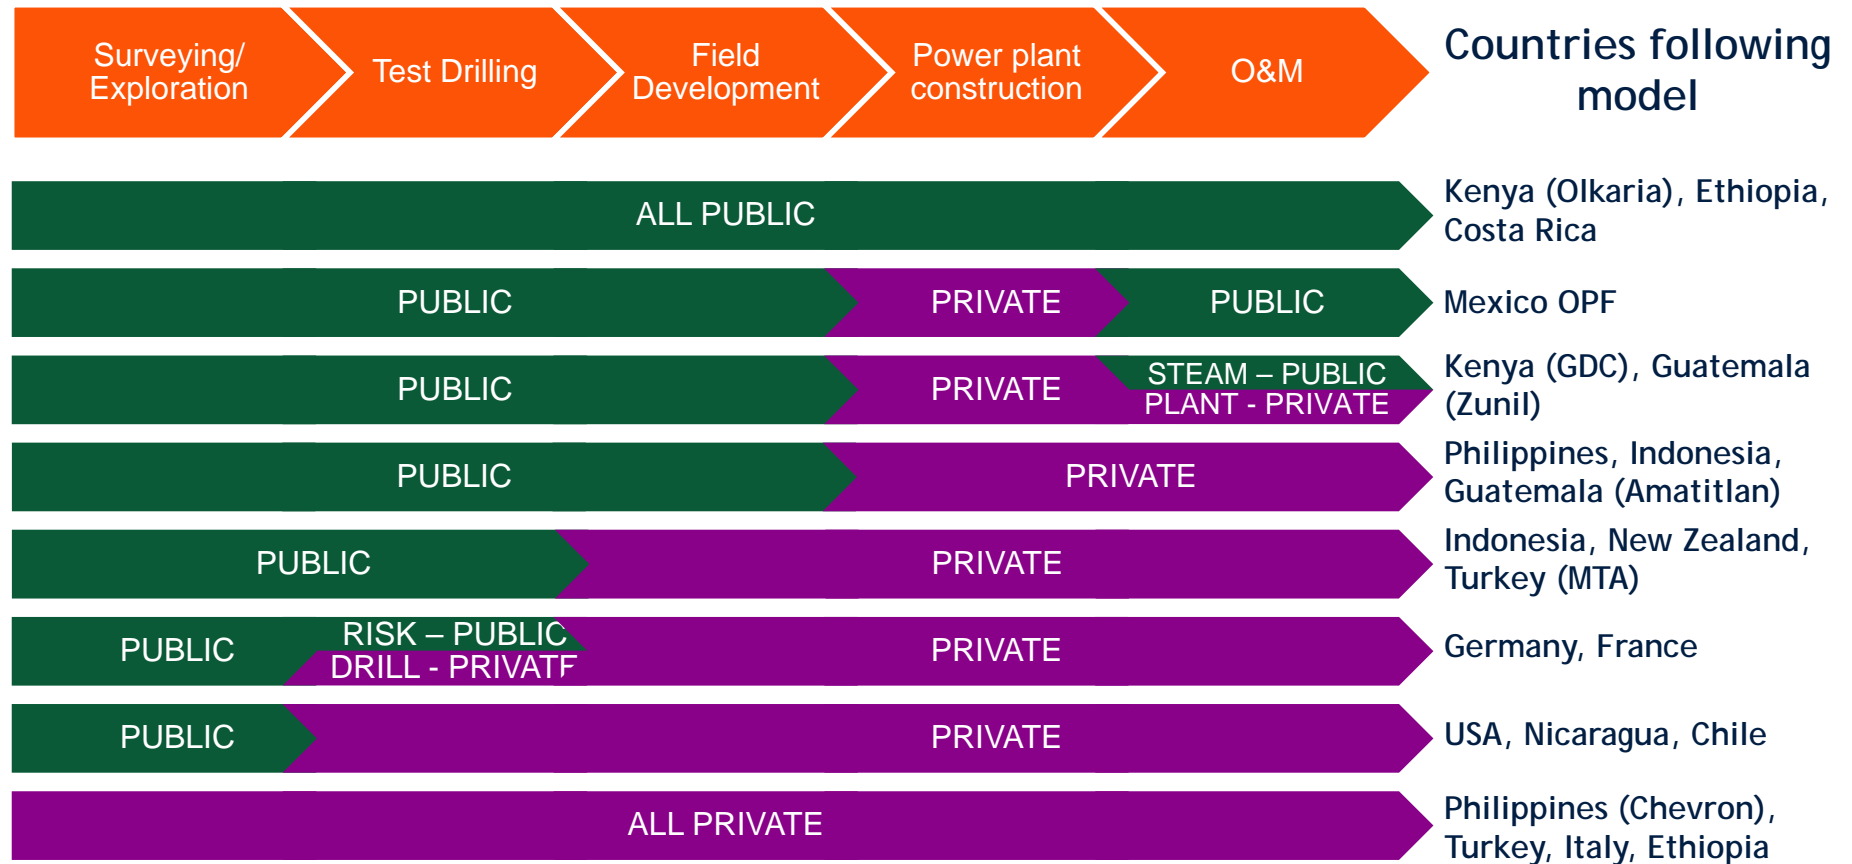 Surveying/
Exploration
Test Drilling
Field
Development
Power plant
construction
O&M
Countries following
model
ALL PUBLIC
Kenya (Olkaria), Ethiopia,
Costa Rica
PUBLIC
PRIVATE
PUBLIC
Mexico OPF
PUBLIC
PRIVATE
STEAM – PUBLIC
PLANT - PRIVATE
Kenya (GDC), Guatemala
(Zunil)
PUBLIC
PRIVATE
Philippines, Indonesia,
Guatemala (Amatitlan)
PUBLIC
PRIVATE
Indonesia, New Zealand,
Turkey (MTA)
PUBLIC
RISK – PUBLIC
DRILL - PRIVATE
PRIVATE
Germany, France
PUBLIC
PRIVATE
USA, Nicaragua, Chile
ALL PRIVATE
Philippines (Chevron),
Turkey, Italy, Ethiopia